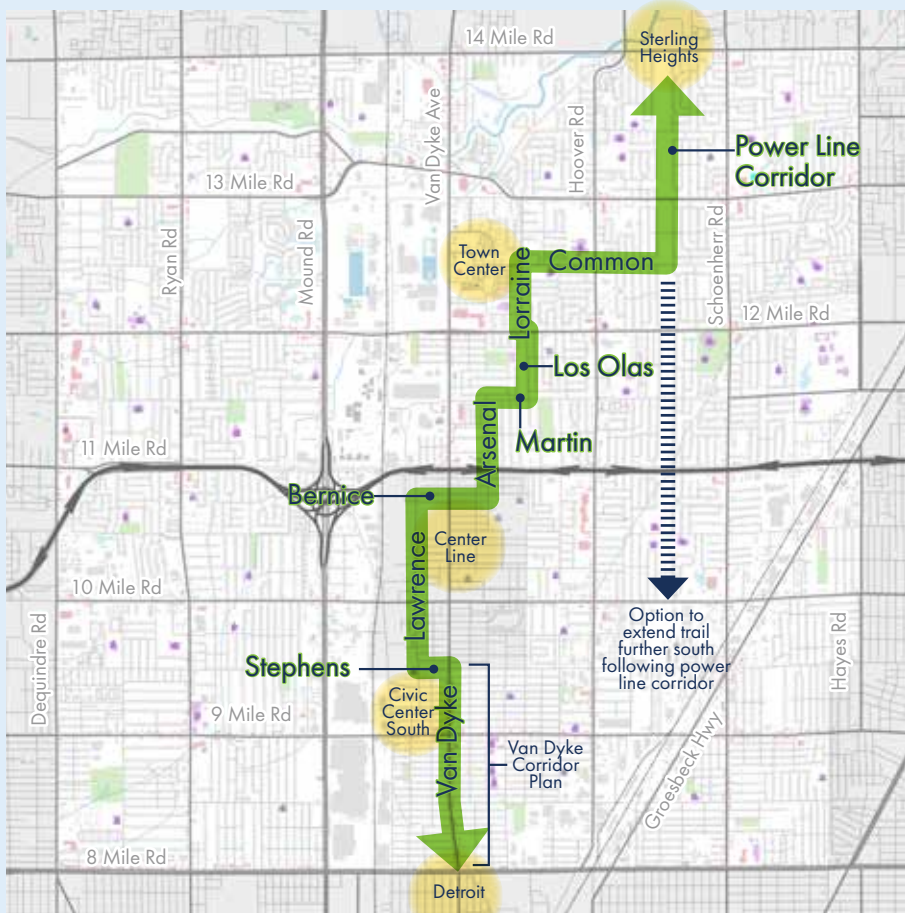 14 Mile Rd
Sterling
Heights
Van Dyke Ave
Hoover Rd
Power Line
Corridor
13 Mile Rd
Ryan Rd
Mound Rd
Schoenherr Rd
Town
Center
Lorraine
Common
12 Mile Rd
Los Olas
Arsenal
Martin
11 Mile Rd
Bernice
Center
Line
Lawrence
10 Mile Rd
Option to
extend trail
further south
following power
line corridor
Dequindre Rd
Hayes Rd
Stephens
Civic
Center
South
9 Mile Rd
Van Dyke
Van Dyke
Corridor
Plan
Groesbeck Hwy
8 Mile Rd
Detroit